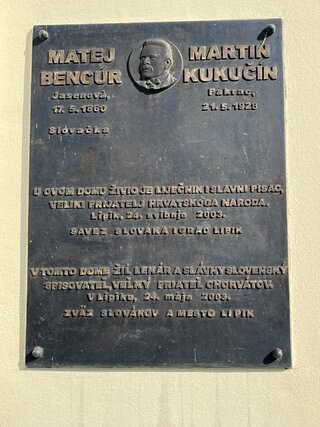 MATEJ MARTIN
BENCÚR KUKUČÍN
Jasenová, Pakrac,
17. 5. 1860 21. 5. 1928
Slovačka
U OVOM DOMU ŽIVIO JE LIJEČNIK I SLAVNI PISAC,
VELIKI PRIJATELJ HRVATSKOGA NARODA.
Lipik, 24. svibnja 2003.
SAVEZ SLOVAKA I GRAD LIPIK
V TOMTO DOME ŽIL LEKÁR A SLÁVNY SLOVENSKÝ
SPISOVATEĽ, VEĽKÝ PRIATEĽ CHORVÁTOV.
V Lipiku, 24. mája 2003.
ZVÄZ SLOVÁKOV A MESTO LIPIK